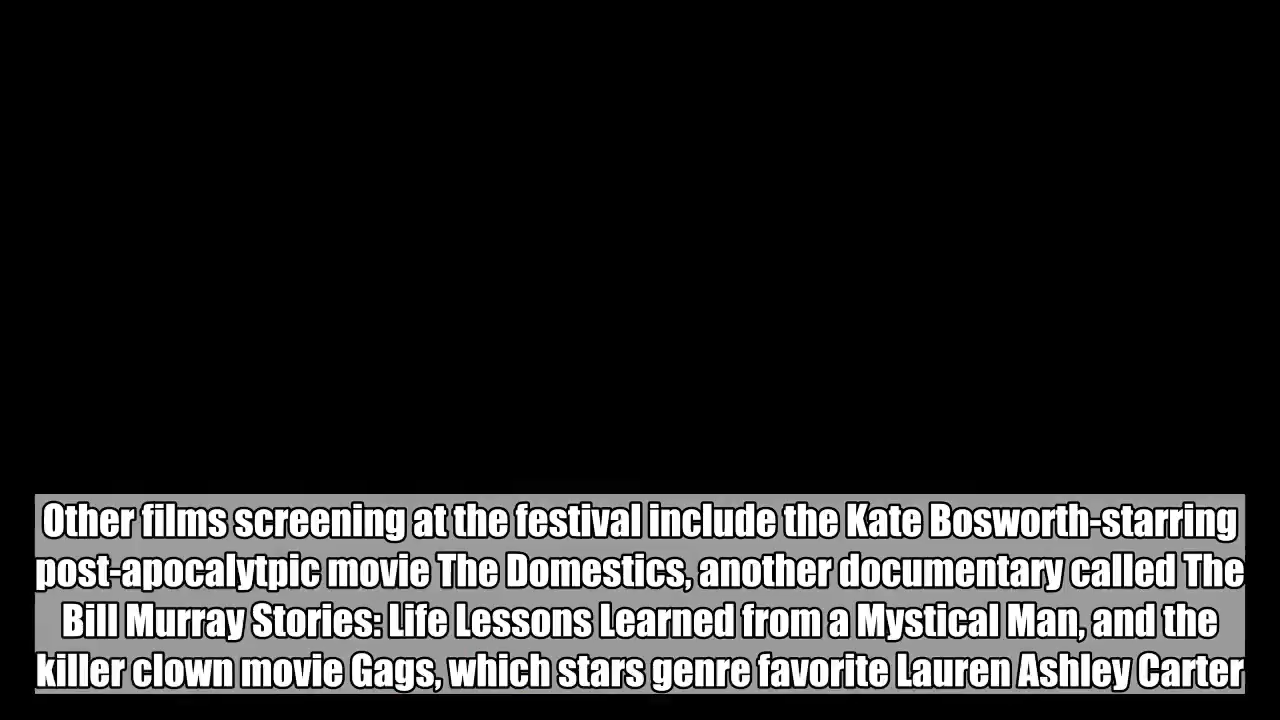 Other films screening at the festival include the Kate Bosworth-starring
post-apocalytpic movie The Domestics, another documentary called The
Bill Murray Stories: Life Lessons Learned from a Mystical Man, and the
killer clown movie Gags, which stars genre favorite Lauren Ashley Carter